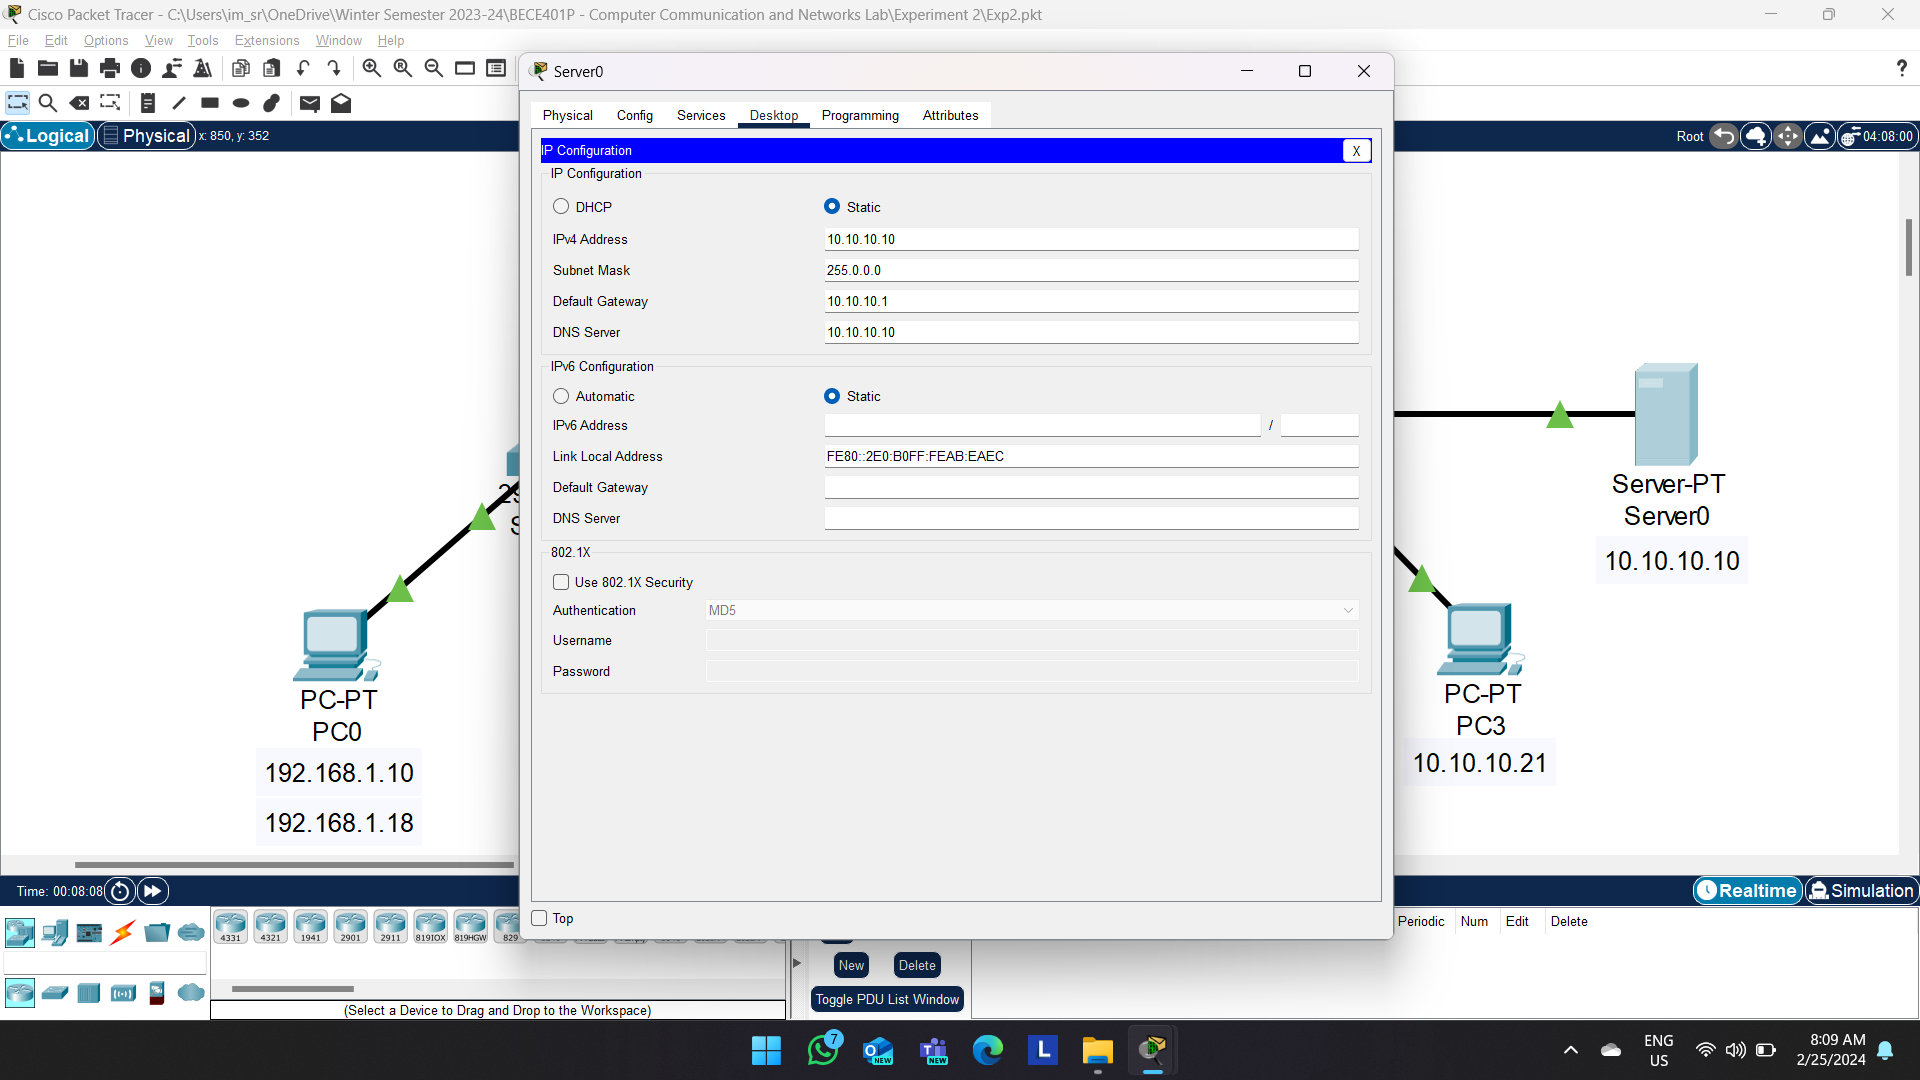 Cisco Packet Tracer - C:\Users\im_sr\OneDrive\Winter Semester 2023-24\BECE401P - Computer Communication and Networks Lab\Experiment 2\Exp2.pkt
File Edit Options View Tools Extensions Window Help
?
Logical Physical x: 850, y: 352
Root 04:08:00
Server0
Physical Config Services Desktop Programming Attributes
IP Configuration X
IP Configuration
DHCP Static
IPv4 Address 10.10.10.10
Subnet Mask 255.0.0.0
Default Gateway 10.10.10.1
DNS Server 10.10.10.10
IPv6 Configuration
Automatic Static
IPv6 Address /
Link Local Address FE80::2E0:B0FF:FEAB:EAEC
Default Gateway
DNS Server
802.1X
Use 802.1X Security
Authentication MD5
Username
Password
Top
PC-PT
PC0
192.168.1.10
192.168.1.18
Server-PT
Server0
10.10.10.10
PC-PT
PC3
10.10.10.21
Time: 00:08:08
Realtime Simulation
4331 4321 1941 2901 2911 819IOX 819HGW 829
(Select a Device to Drag and Drop to the Workspace)
New Delete
Toggle PDU List Window
Periodic Num Edit Delete
7
NEW
NEW
L
ENG
US
8:09 AM
2/25/2024